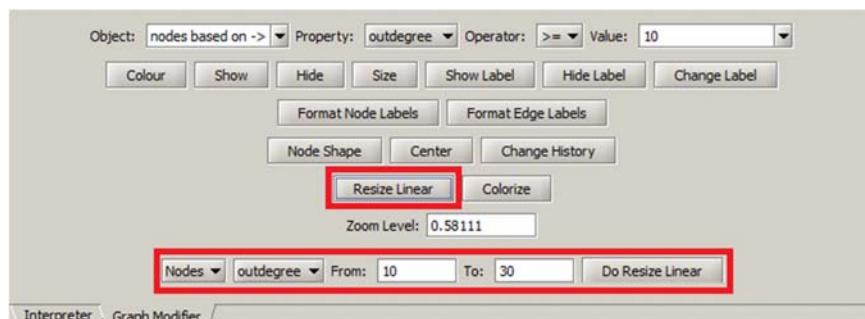 Object: nodes based on -> Property: outdegree Operator: >= Value: 10
Colour Show Hide Size Show Label Hide Label Change Label
Format Node Labels Format Edge Labels
Node Shape Center Change History
Resize Linear Colorize
Zoom Level: 0.58111
Nodes outdegree From: 10 To: 30 Do Resize Linear
Interpreter Graph Modifier